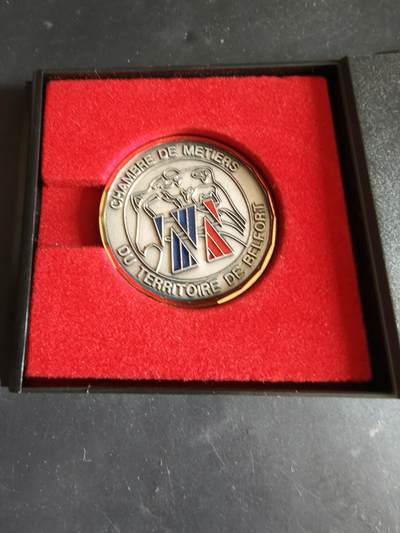 CHAMBRE DE METIERS
DU TERRITOIRE DE BELFORT